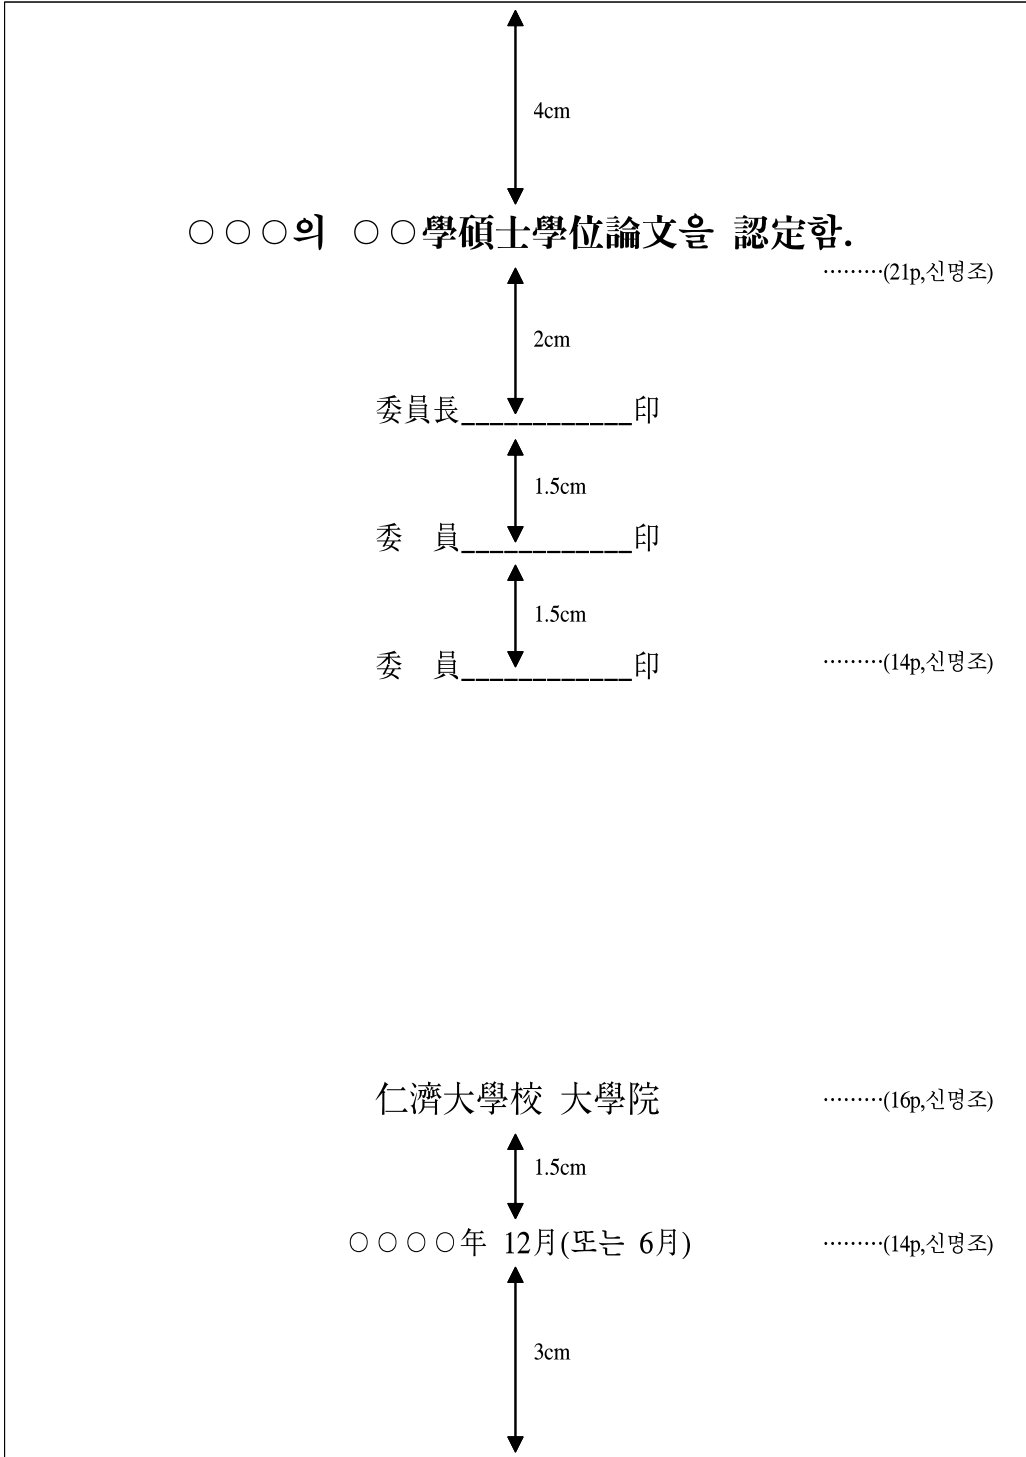 4cm
○○○의 ○○學碩士學位論文을 認定함.
·········(21p,신명조)
2cm
委員長____________印
1.5cm
委 員____________印
1.5cm
委 員____________印 ·········(14p,신명조)
仁濟大學校 大學院 ·········(16p,신명조)
1.5cm
○○○○年 12月(또는 6月) ·········(14p,신명조)
3cm